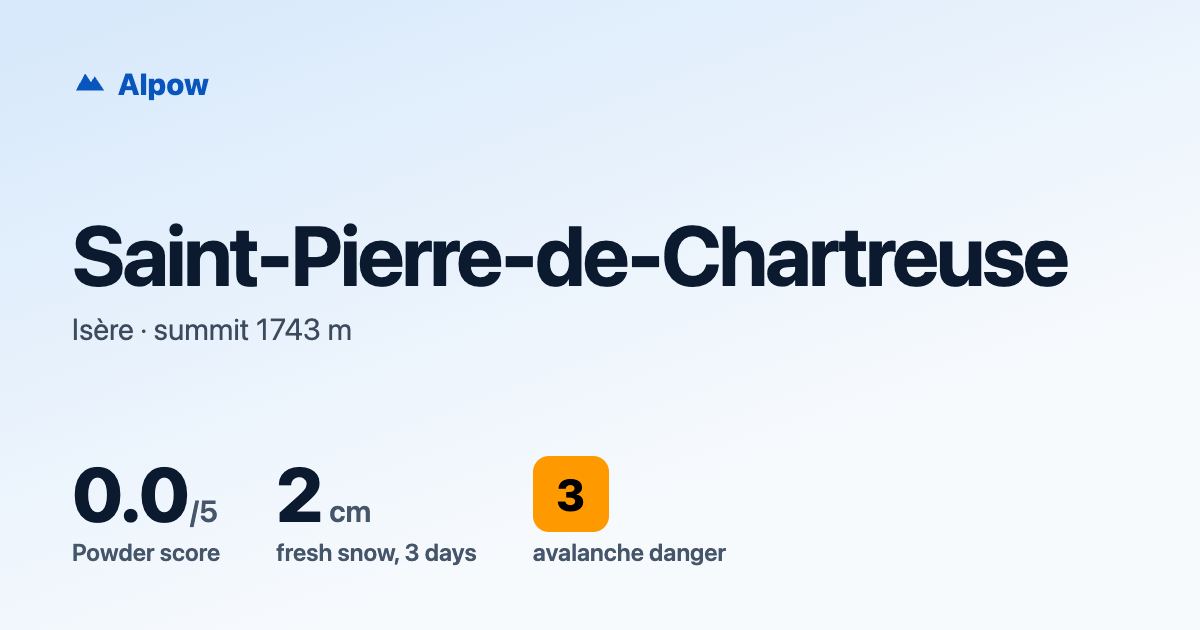 Alpow
Saint-Pierre-de-Chartreuse
Isère · summit 1743 m
0.0/5
Powder score
2 cm
fresh snow, 3 days
3
avalanche danger